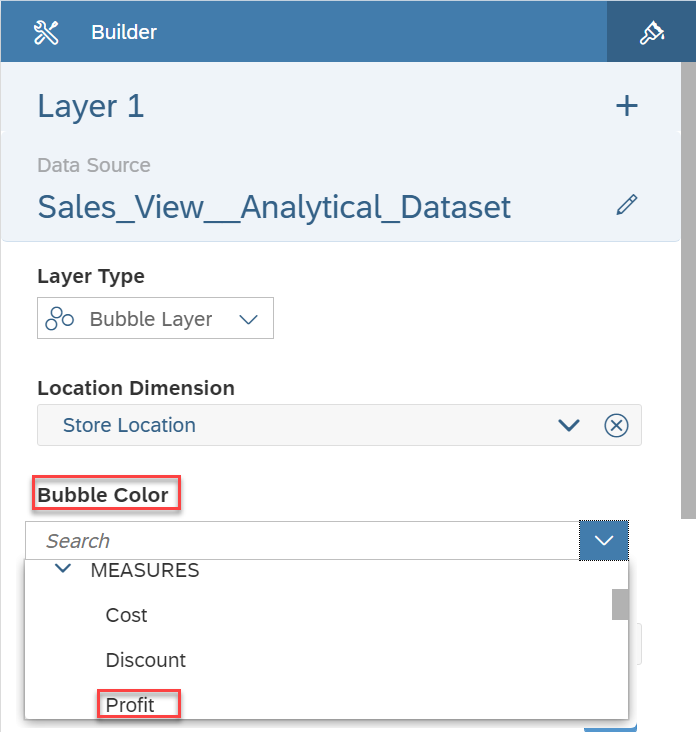 Builder
Layer 1
Data Source
Sales_View__Analytical_Dataset
Layer Type
Bubble Layer
Location Dimension
Store Location
Bubble Color
Search
MEASURES
Cost
Discount
Profit